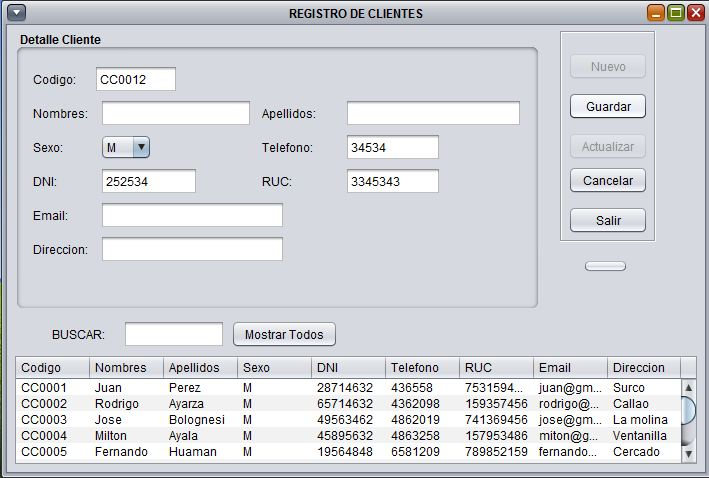 REGISTRO DE CLIENTES
Detalle Cliente
Codigo: CC0012
Nombres: Apellidos:
Sexo: M Telefono: 34534
DNI: 252534 RUC: 3345343
Email:
Direccion:
Nuevo
Guardar
Actualizar
Cancelar
Salir
BUSCAR: Mostrar Todos
Codigo Nombres Apellidos Sexo DNI Telefono RUC Email Direccion
CC0001 Juan Perez M 28714632 436558 7531594... juan@gm... Surco
CC0002 Rodrigo Ayarza M 65714632 4362098 159357456 rodrigo@... Callao
CC0003 Jose Bolognesi M 49563462 4862019 741369456 jose@gm... La molina
CC0004 Milton Ayala M 45895632 4863258 157953486 miton@g... Ventanilla
CC0005 Fernando Huaman M 19564848 6581209 789852159 fernando... Cercado